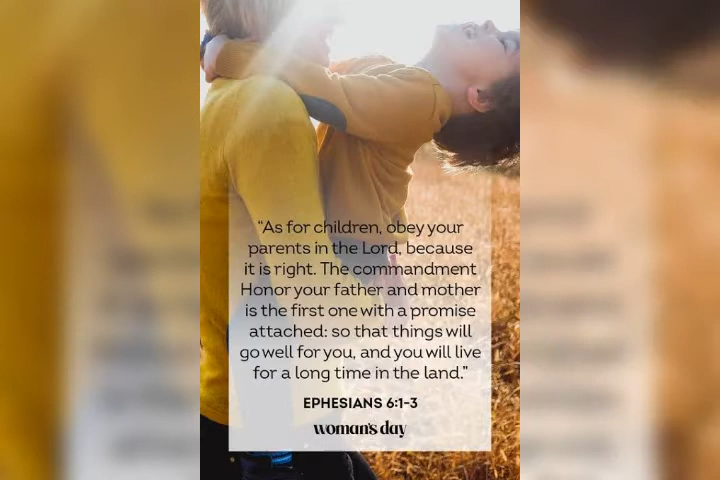 “As for children, obey your
parents in the Lord, because
it is right. The commandment
Honor your father and mother
is the first one with a promise
attached: so that things will
go well for you, and you will live
for a long time in the land.”
EPHESIANS 6:1-3
woman's day